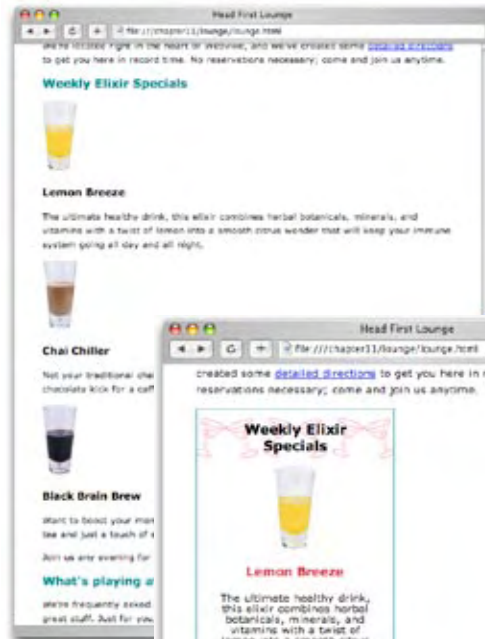 Head First Lounge
file:///chapter11/lounge/lounge.html
We're located right in the heart of Webville, and we've created some detailed directions
to get you here in record time. No reservations necessary; come and join us anytime.
Weekly Elixir Specials
Lemon Breeze
The ultimate healthy drink, this elixir combines herbal botanicals, minerals, and
vitamins with a twist of lemon into a smooth citrus wonder that will keep your immune
system going all day and all night.
Chai Chiller
Not your traditional
chocolate kick for a
Black Brain Brew
Want to boost your
tea and just a touch of
Join us any evening for
What's playing
We're frequently asked
great stuff. Just for you
Head First Lounge
file:///chapter11/lounge/lounge.html
created some detailed directions to get you here in
reservations necessary; come and join us anytime.
Weekly Elixir
Specials
Lemon Breeze
The ultimate healthy drink,
this elixir combines herbal
botanicals, minerals, and
vitamins with a twist of
lemon into a smooth citrus